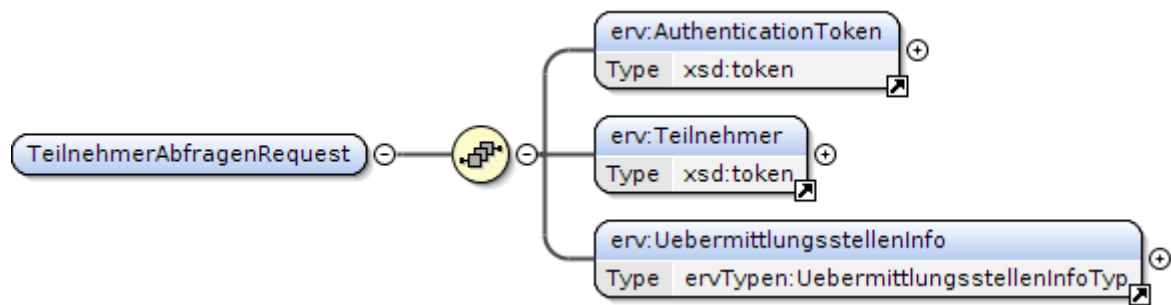 erv:AuthenticationToken
Type xsd:token
TeilnehmerAbfragenRequest
erv:Teilnehmer
Type xsd:token
erv:UebermittlungsstellenInfo
Type ervTypen:UebermittlungsstellenInfoTyp